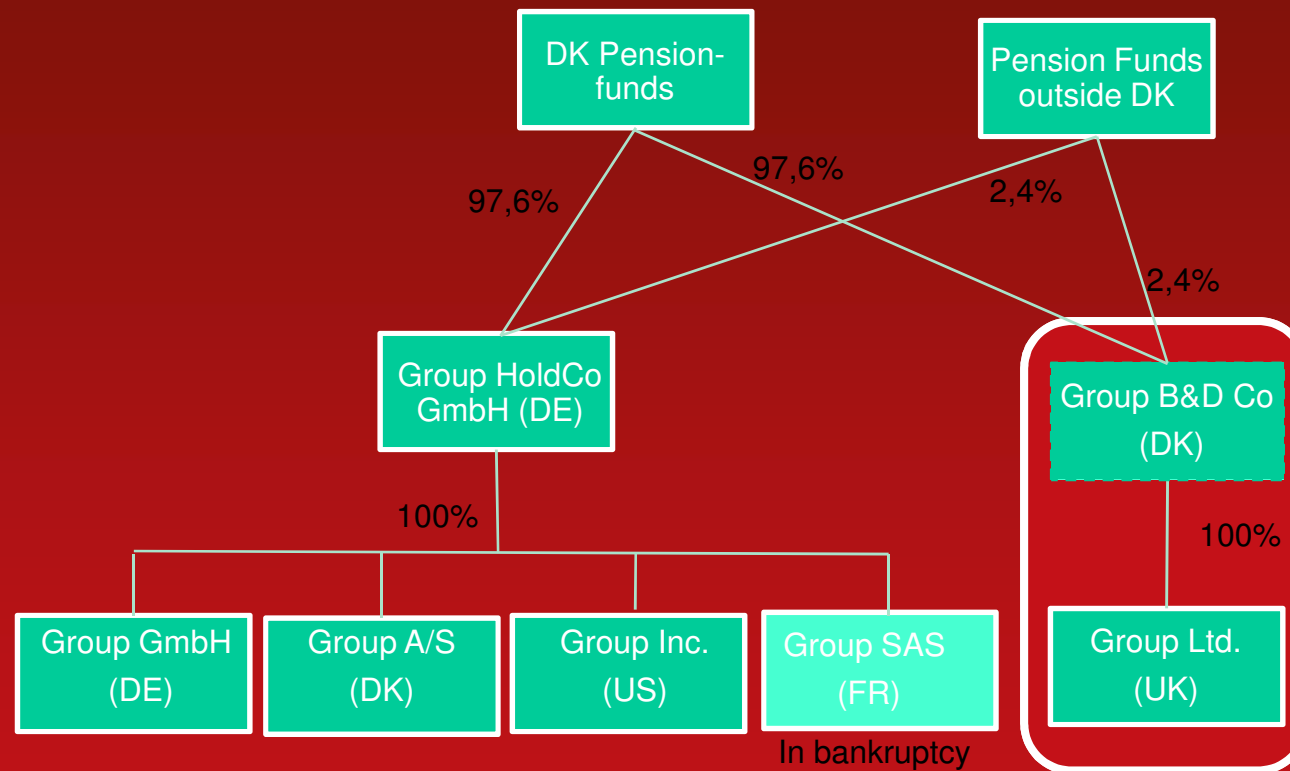 DK Pension-
funds
Pension Funds
outside DK
97,6%
97,6%
2,4%
2,4%
Group HoldCo
GmbH (DE)
Group B&D Co
(DK)
100%
100%
Group GmbH
(DE)
Group A/S
(DK)
Group Inc.
(US)
Group SAS
(FR)
Group Ltd.
(UK)
In bankruptcy